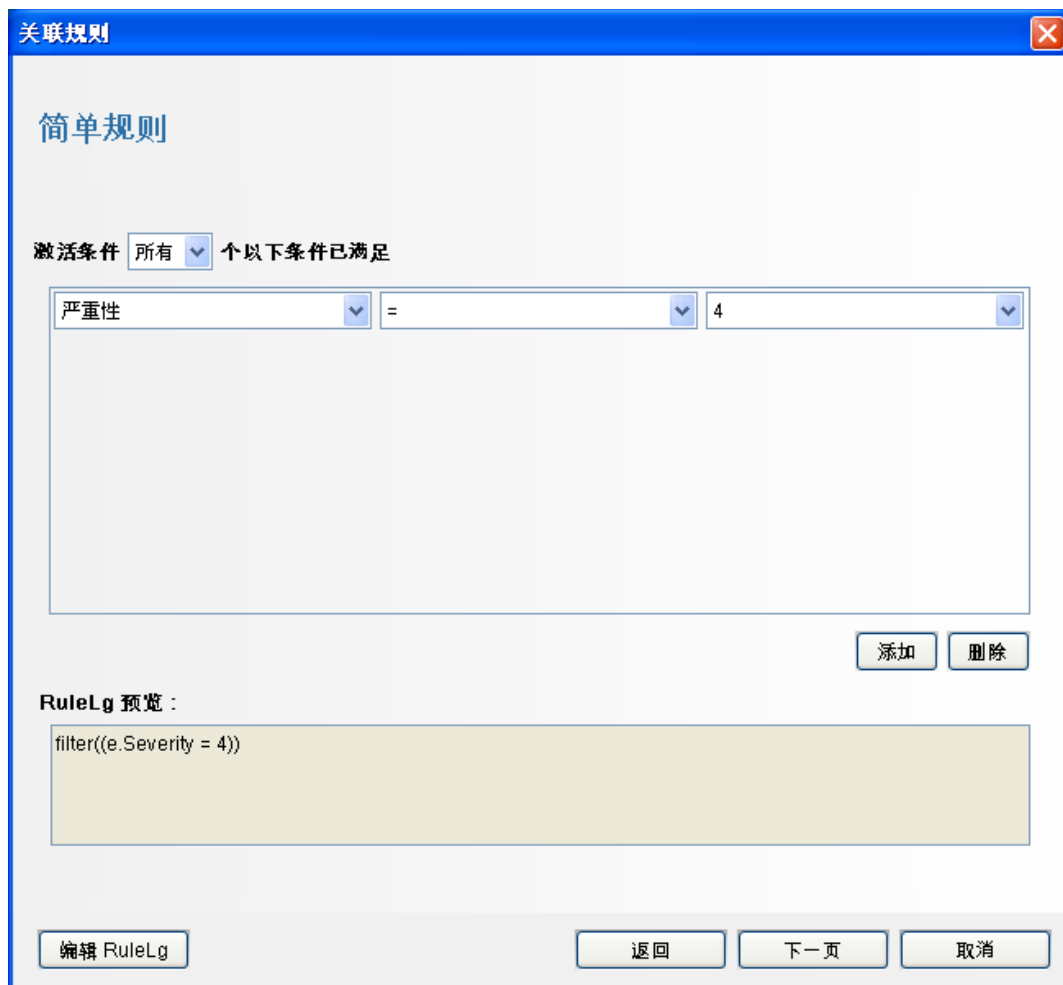 关联规则
简单规则
激活条件 所有 个以下条件已满足
严重性 = 4
添加 删除
RuleLg 预览：
filter((e.Severity = 4))
编辑 RuleLg 返回 下一页 取消